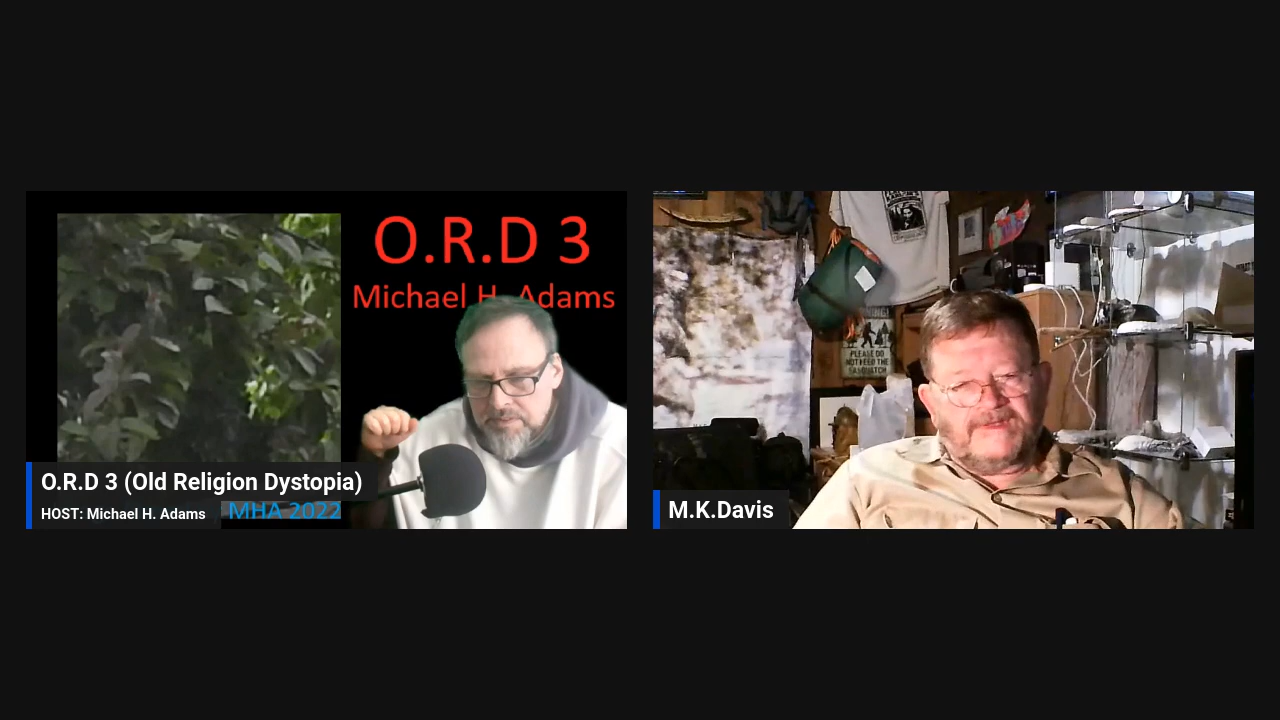 O.R.D 3
Michael H. Adams
O.R.D 3 (Old Religion Dystopia)
HOST: Michael H. Adams
MHA 2022
PLEASE DO
NOT FEED THE
SASQUATCH
M.K.Davis